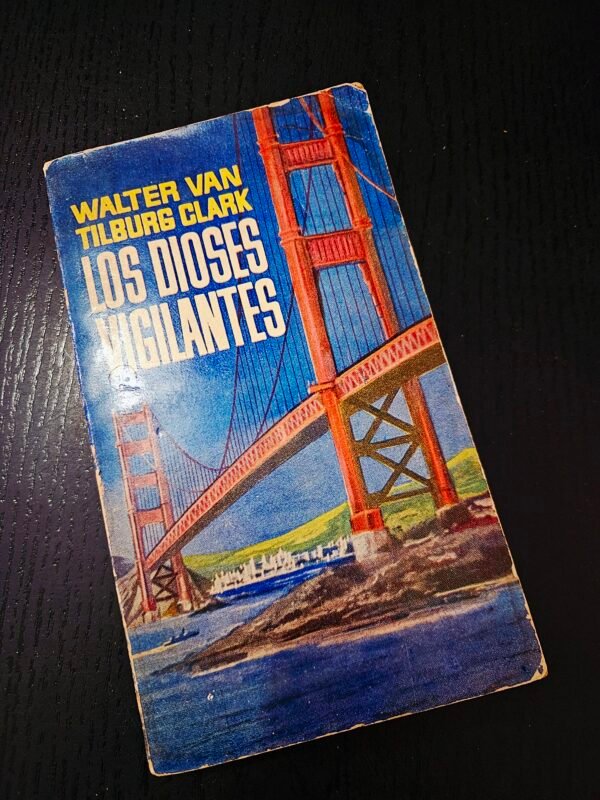 WALTER VAN
TILBURG CLARK
LOS DIOSES
VIGILANTES